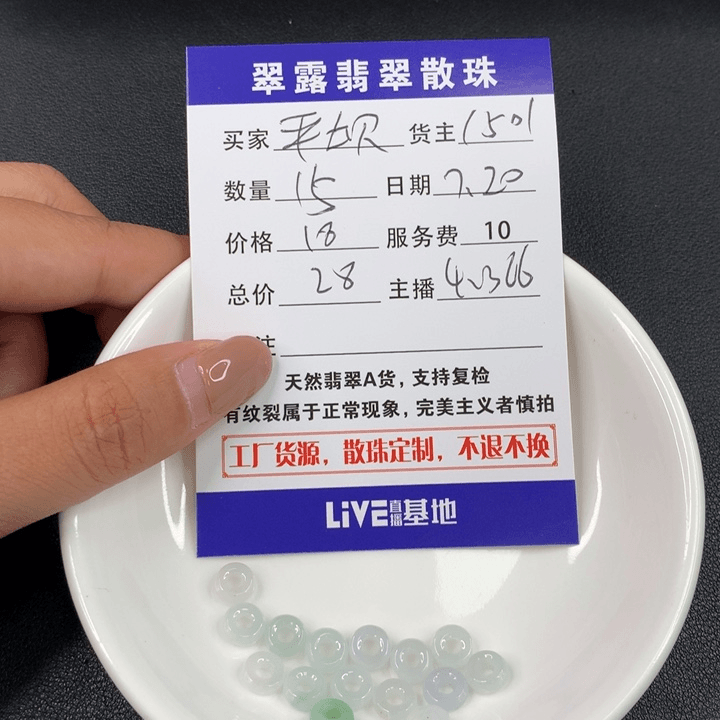 翠露翡翠散珠
买家 平坝 货主 1501
数量 15 日期 7.20
价格 18 服务费 10
总价 28 主播
注
天然翡翠A货，支持复检
有纹裂属于正常现象，完美主义者慎拍
工厂货源，散珠定制，不退不换
LiVE直播基地